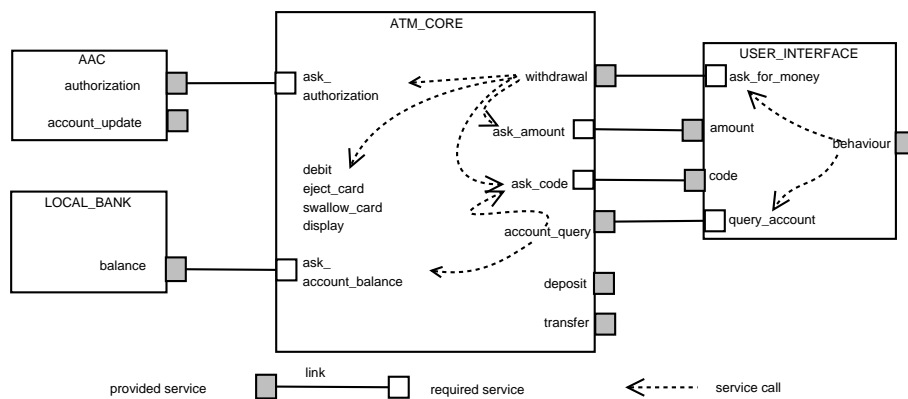 ATM_CORE
AAC
authorization
account_update
LOCAL_BANK
balance
ask_
authorization
withdrawal
ask_amount
debit
eject_card
swallow_card
display
ask_code
account_query
ask_
account_balance
deposit
transfer
USER_INTERFACE
ask_for_money
amount
behaviour
code
query_account
provided service
link
required service
service call